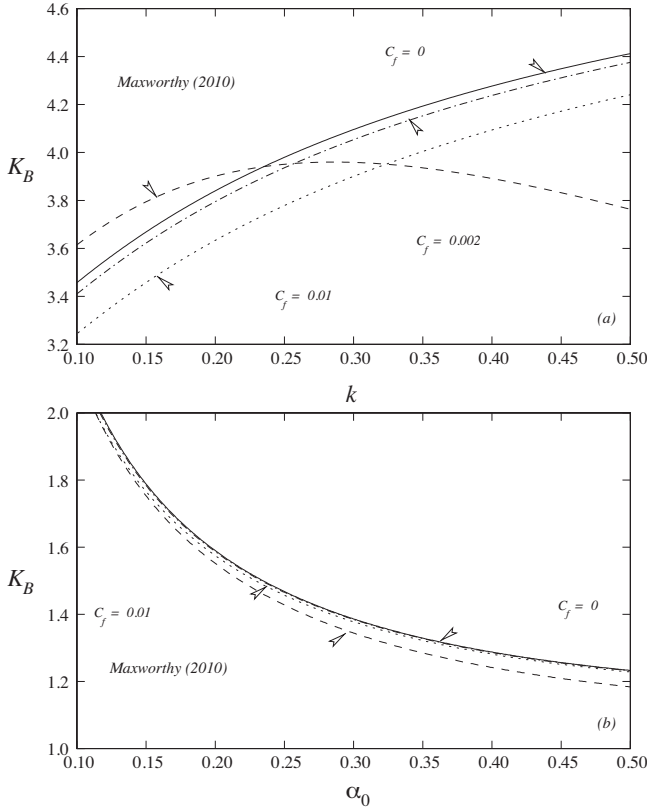 4.6
C_f = 0
4.4
Maxworthy (2010)
4.2
4.0
K_B
3.8
3.6
C_f = 0.002
3.4
C_f = 0.01
(a)
3.2
0.10 0.15 0.20 0.25 0.30 0.35 0.40 0.45 0.50
k
2.0
1.8
1.6
K_B
C_f = 0.01
C_f = 0
1.4
Maxworthy (2010)
1.2
(b)
1.0
0.10 0.15 0.20 0.25 0.30 0.35 0.40 0.45 0.50
α_0